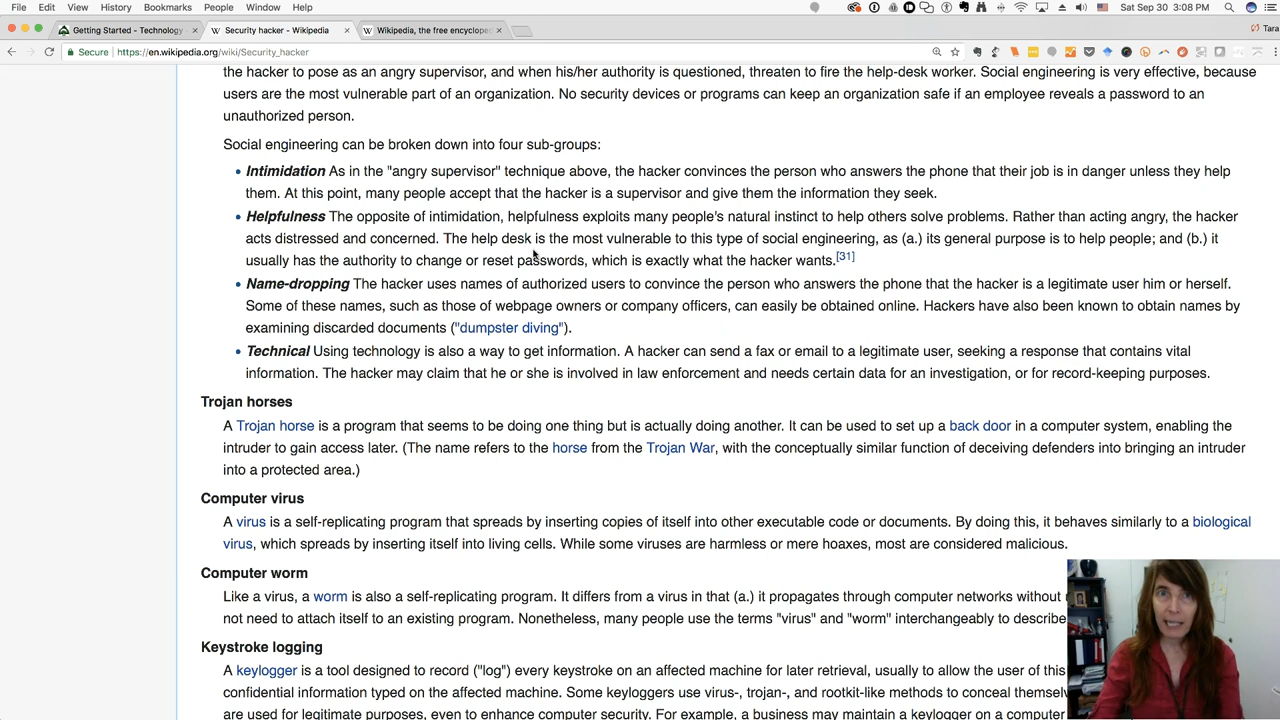 File Edit View History Bookmarks People Window Help Sat Sep 30 3:08 PM
Getting Started - Technology × Security hacker - Wikipedia × Wikipedia, the free encyclope ×
Tara
Secure https://en.wikipedia.org/wiki/Security_hacker
the hacker to pose as an angry supervisor, and when his/her authority is questioned, threaten to fire the help-desk worker. Social engineering is very effective, because
users are the most vulnerable part of an organization. No security devices or programs can keep an organization safe if an employee reveals a password to an
unauthorized person.
Social engineering can be broken down into four sub-groups:
• Intimidation As in the "angry supervisor" technique above, the hacker convinces the person who answers the phone that their job is in danger unless they help
them. At this point, many people accept that the hacker is a supervisor and give them the information they seek.
• Helpfulness The opposite of intimidation, helpfulness exploits many people's natural instinct to help others solve problems. Rather than acting angry, the hacker
acts distressed and concerned. The help desk is the most vulnerable to this type of social engineering, as (a.) its general purpose is to help people; and (b.) it
usually has the authority to change or reset passwords, which is exactly what the hacker wants.[31]
• Name-dropping The hacker uses names of authorized users to convince the person who answers the phone that the hacker is a legitimate user him or herself.
Some of these names, such as those of webpage owners or company officers, can easily be obtained online. Hackers have also been known to obtain names by
examining discarded documents ("dumpster diving").
• Technical Using technology is also a way to get information. A hacker can send a fax or email to a legitimate user, seeking a response that contains vital
information. The hacker may claim that he or she is involved in law enforcement and needs certain data for an investigation, or for record-keeping purposes.
Trojan horses
A Trojan horse is a program that seems to be doing one thing but is actually doing another. It can be used to set up a back door in a computer system, enabling the
intruder to gain access later. (The name refers to the horse from the Trojan War, with the conceptually similar function of deceiving defenders into bringing an intruder
into a protected area.)
Computer virus
A virus is a self-replicating program that spreads by inserting copies of itself into other executable code or documents. By doing this, it behaves similarly to a biological
virus, which spreads by inserting itself into living cells. While some viruses are harmless or mere hoaxes, most are considered malicious.
Computer worm
Like a virus, a worm is also a self-replicating program. It differs from a virus in that (a.) it propagates through computer networks without
not need to attach itself to an existing program. Nonetheless, many people use the terms "virus" and "worm" interchangeably to describe
Keystroke logging
A keylogger is a tool designed to record ("log") every keystroke on an affected machine for later retrieval, usually to allow the user of this
confidential information typed on the affected machine. Some keyloggers use virus-, trojan-, and rootkit-like methods to conceal
are used for legitimate purposes, even to enhance computer security. For example, a business may maintain a keylogger on a computer